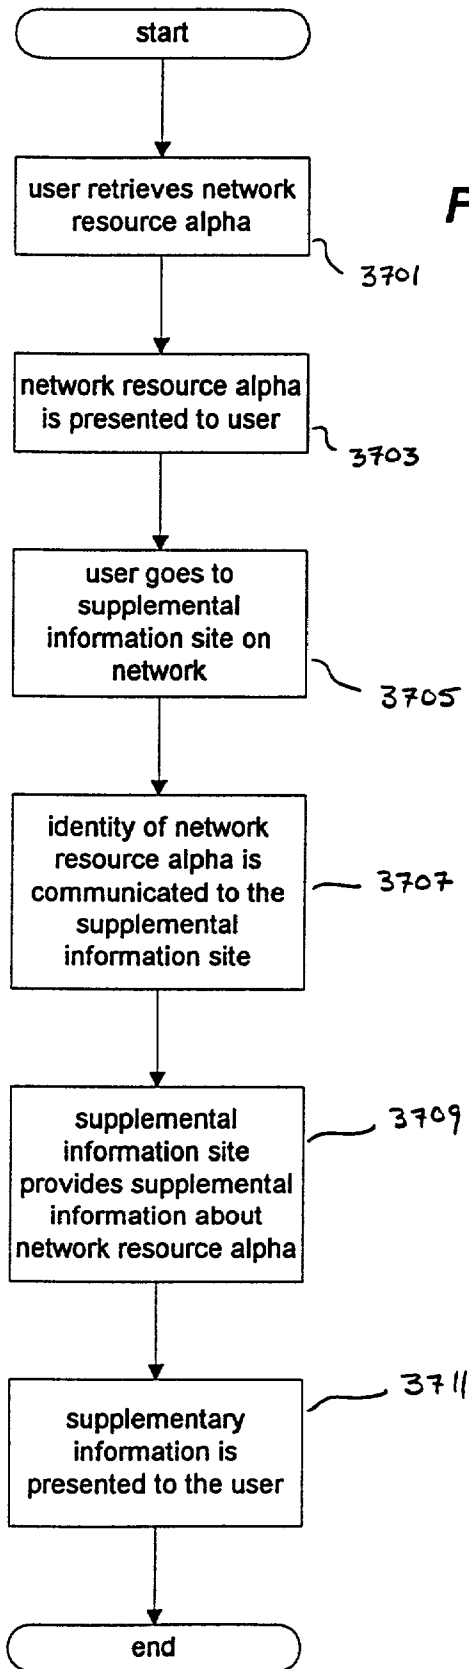 start
user retrieves network
resource alpha
3701
network resource alpha
is presented to user
3703
user goes to
supplemental
information site on
network
3705
identity of network
resource alpha is
communicated to the
supplemental
information site
3707
supplemental
information site
provides supplemental
information about
network resource alpha
3709
supplementary
information is
presented to the user
3711
end